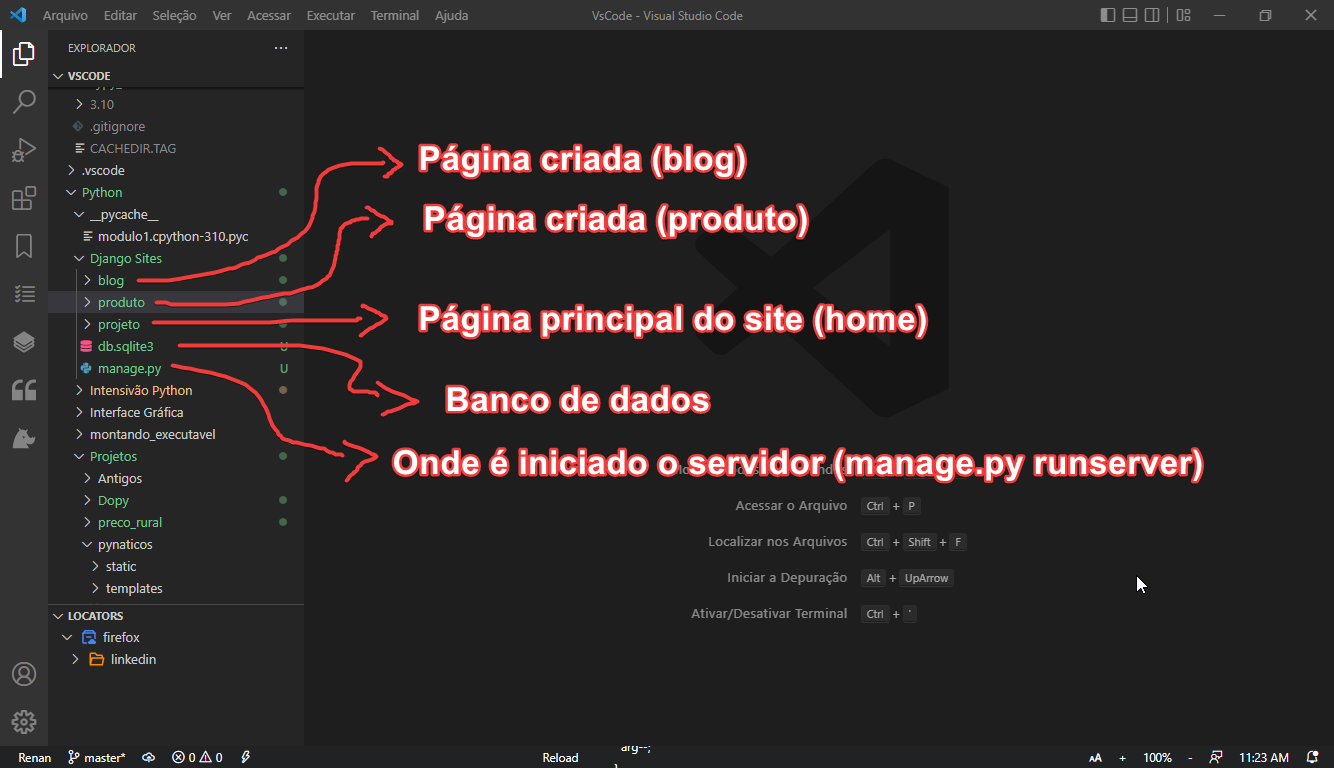 Arquivo Editar Seleção Ver Acessar Executar Terminal Ajuda
VsCode - Visual Studio Code
EXPLORADOR
VSCODE
3.10
.gitignore
CACHEDIR.TAG
.vscode
Python
__pycache__
modulo1.cpython-310.pyc
Django Sites
blog
produto
projeto
db.sqlite3 U
manage.py U
Intensivão Python
Interface Gráfica
montando_executavel
Projetos
Antigos
Dopy
preco_rural
pynaticos
static
templates
LOCATORS
firefox
linkedin
Página criada (blog)
Página criada (produto)
Página principal do site (home)
Banco de dados
Onde é iniciado o servidor (manage.py runserver)
Acessar o Arquivo Ctrl + P
Localizar nos Arquivos Ctrl + Shift + F
Iniciar a Depuração Alt + UpArrow
Ativar/Desativar Terminal Ctrl + '
Renan master* 0 0 Reload arg--; AA + 100% - 11:23 AM